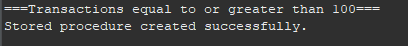 ===Transactions equal to or greater than 100===
Stored procedure created successfully.